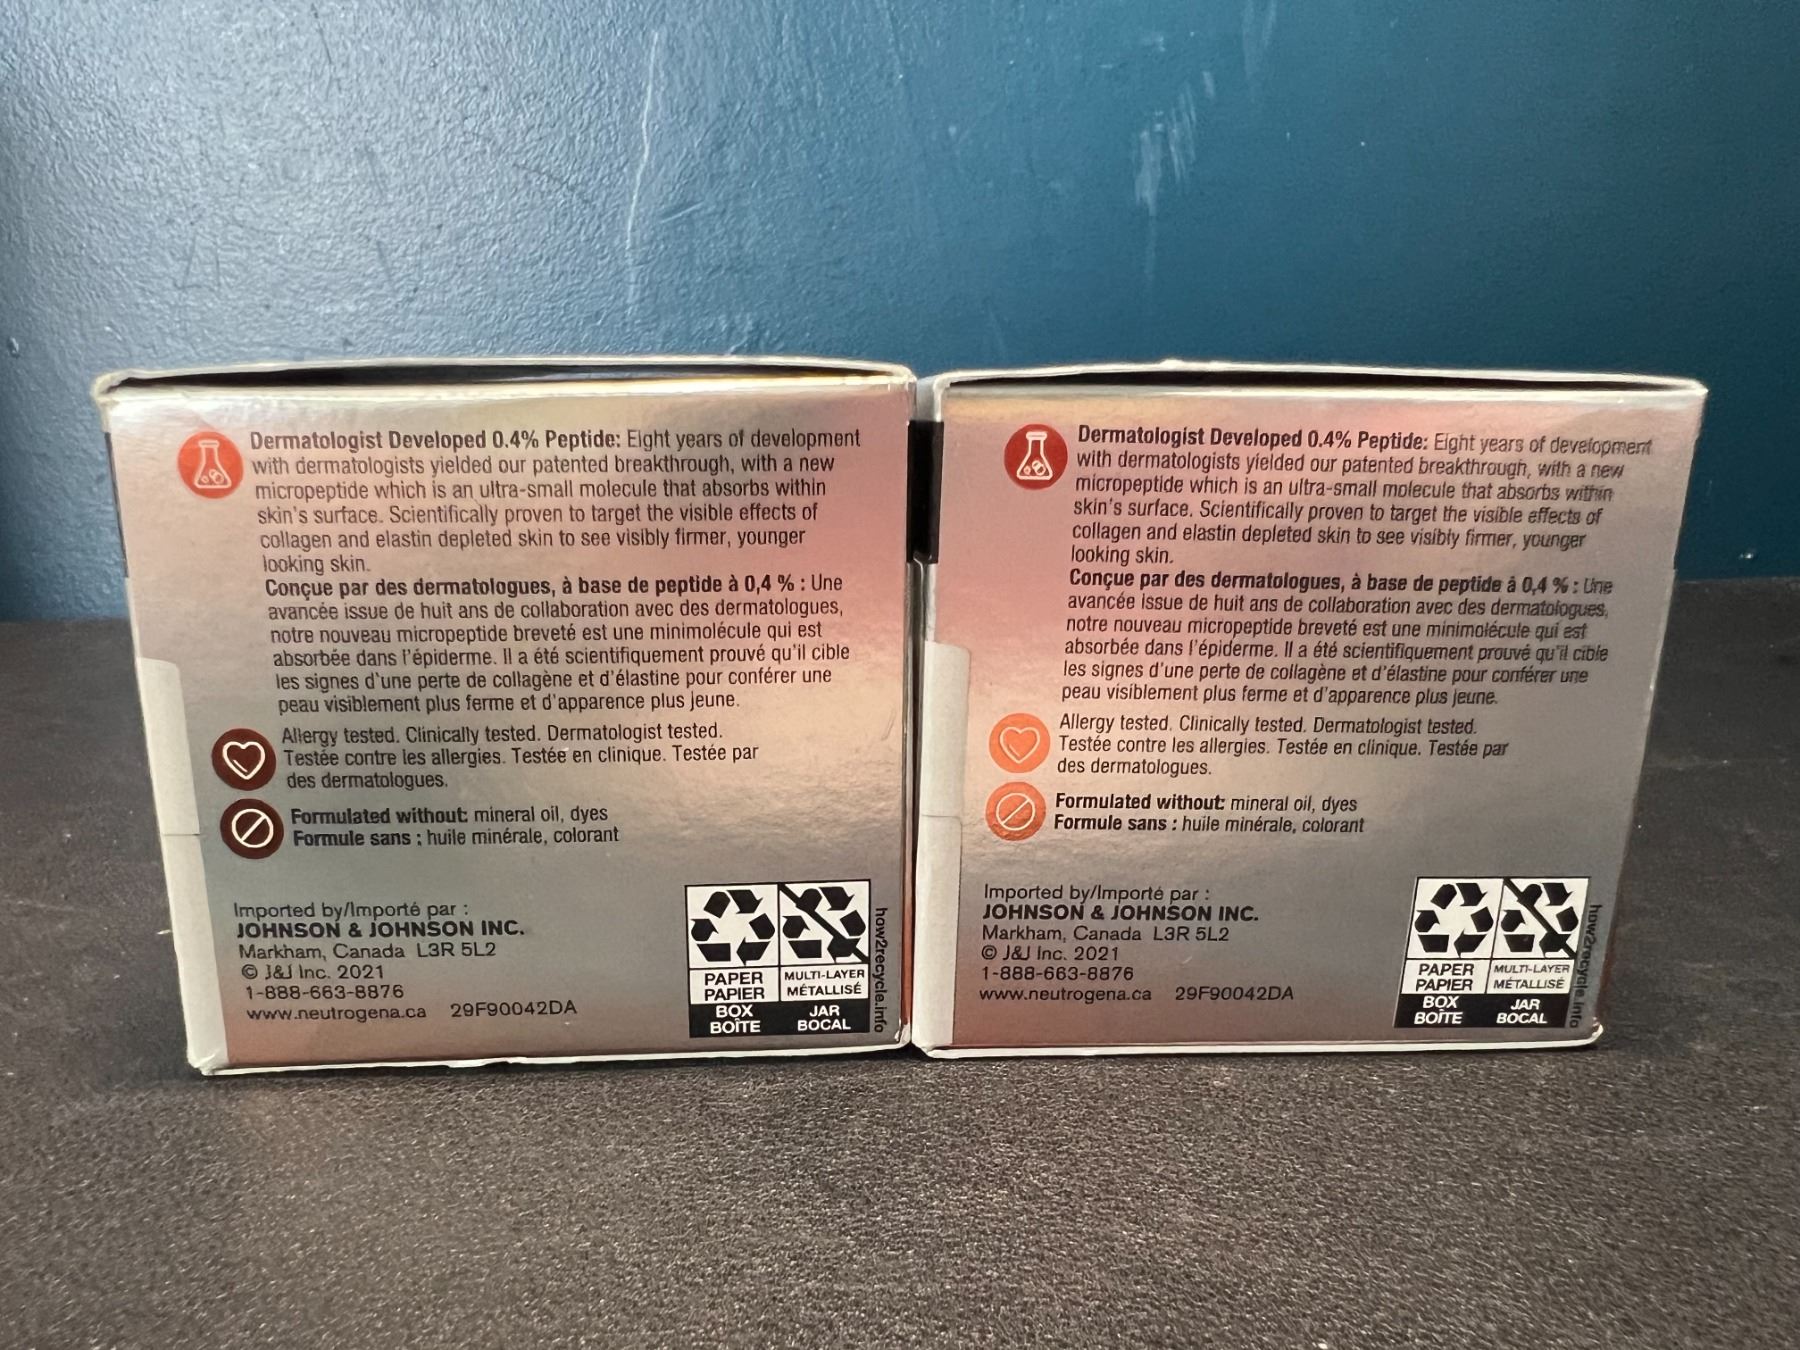 Dermatologist Developed 0.4% Peptide: Eight years of development
with dermatologists yielded our patented breakthrough, with a new
micropeptide which is an ultra-small molecule that absorbs within
skin's surface. Scientifically proven to target the visible effects of
collagen and elastin depleted skin to see visibly firmer, younger
looking skin.
Conçue par des dermatologues, à base de peptide à 0,4 % : Une
avancée issue de huit ans de collaboration avec des dermatologues,
notre nouveau micropeptide breveté est une minimolécule qui est
absorbée dans l'épiderme. Il a été scientifiquement prouvé qu'il cible
les signes d'une perte de collagène et d'élastine pour conférer une
peau visiblement plus ferme et d'apparence plus jeune.
Allergy tested. Clinically tested. Dermatologist tested.
Testée contre les allergies. Testée en clinique. Testée par
des dermatologues.
Formulated without: mineral oil, dyes
Formule sans : huile minérale, colorant
Imported by/Importé par :
JOHNSON & JOHNSON INC.
Markham, Canada L3R 5L2
© J&J Inc. 2021
1-888-663-8876
www.neutrogena.ca 29F90042DA
PAPER
PAPIER
BOX
BOÎTE
MULTI-LAYER
MÉTALLISÉ
JAR
BOCAL
how2recycle.info
Dermatologist Developed 0.4% Peptide: Eight years of development
with dermatologists yielded our patented breakthrough, with a new
micropeptide which is an ultra-small molecule that absorbs within
skin's surface. Scientifically proven to target the visible effects of
collagen and elastin depleted skin to see visibly firmer, younger
looking skin.
Conçue par des dermatologues, à base de peptide à 0,4 % : Une
avancée issue de huit ans de collaboration avec des dermatologues,
notre nouveau micropeptide breveté est une minimolécule qui est
absorbée dans l'épiderme. Il a été scientifiquement prouvé qu'il cible
les signes d'une perte de collagène et d'élastine pour conférer une
peau visiblement plus ferme et d'apparence plus jeune.
Allergy tested. Clinically tested. Dermatologist tested.
Testée contre les allergies. Testée en clinique. Testée par
des dermatologues.
Formulated without: mineral oil, dyes
Formule sans : huile minérale, colorant
Imported by/Importé par :
JOHNSON & JOHNSON INC.
Markham, Canada L3R 5L2
© J&J Inc. 2021
1-888-663-8876
www.neutrogena.ca 29F90042DA
PAPER
PAPIER
BOX
BOÎTE
MULTI-LAYER
MÉTALLISÉ
JAR
BOCAL
how2recycle.info